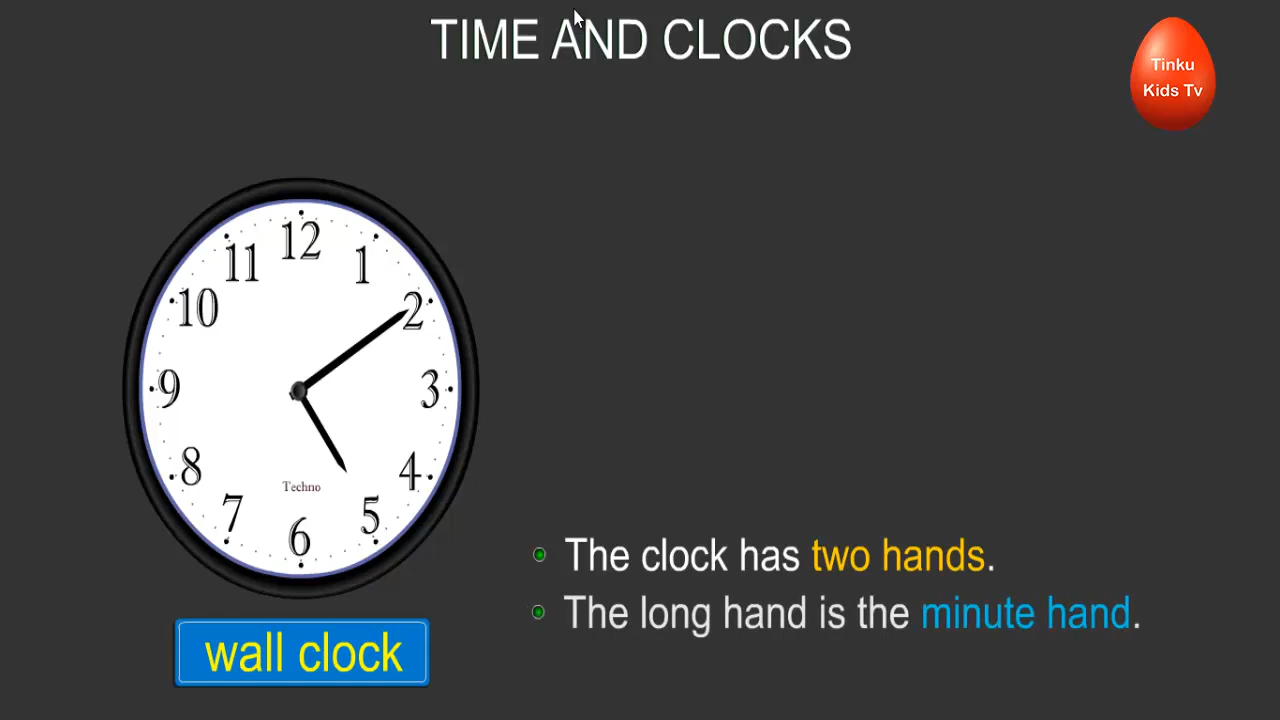 TIME AND CLOCKS
Tinku
Kids Tv
12
11
1
10
2
9
3
8
4
Techno
7
5
6
The clock has two hands.
The long hand is the minute hand.
wall clock